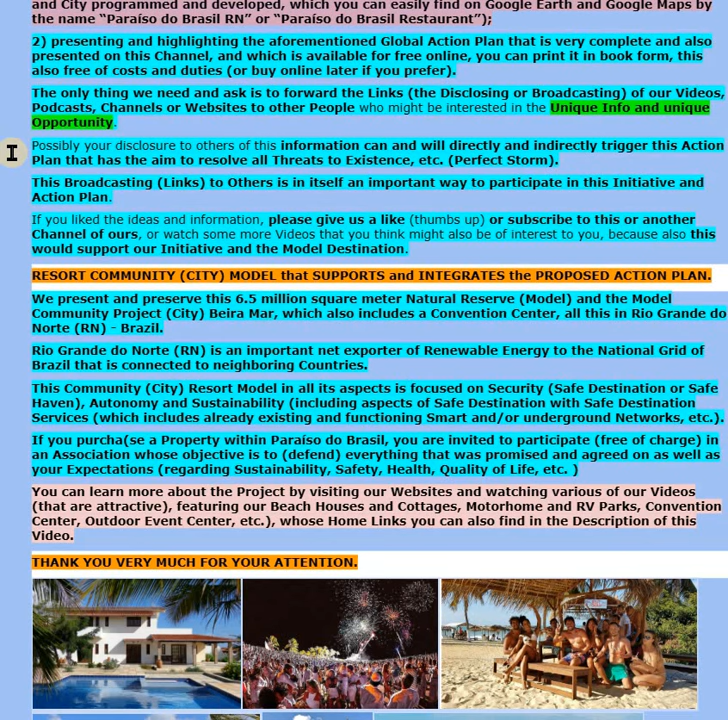 and City programmed and developed, which you can easily find on Google Earth and Google Maps by
the name “Paraíso do Brasil RN” or “Paraíso do Brasil Restaurant”);
2) presenting and highlighting the aforementioned Global Action Plan that is very complete and also
presented on this Channel, and which is available for free online, you can print it in book form, this
also free of costs and duties (or buy online later if you prefer).
The only thing we need and ask is to forward the Links (the Disclosing or Broadcasting) of our Videos,
Podcasts, Channels or Websites to other People who might be interested in the Unique Info and unique
Opportunity.
Possibly your disclosure to others of this information can and will directly and indirectly trigger this Action
Plan that has the aim to resolve all Threats to Existence, etc. (Perfect Storm).
This Broadcasting (Links) to Others is in itself an important way to participate in this Initiative and
Action Plan.
If you liked the ideas and information, please give us a like (thumbs up) or subscribe to this or another
Channel of ours, or watch some more Videos that you think might also be of interest to you, because also this
would support our Initiative and the Model Destination.
RESORT COMMUNITY (CITY) MODEL that SUPPORTS and INTEGRATES the PROPOSED ACTION PLAN.
We present and preserve this 6.5 million square meter Natural Reserve (Model) and the Model
Community Project (City) Beira Mar, which also includes a Convention Center, all this in Rio Grande do
Norte (RN) - Brazil.
Rio Grande do Norte (RN) is an important net exporter of Renewable Energy to the National Grid of
Brazil that is connected to neighboring Countries.
This Community (City) Resort Model in all its aspects is focused on Security (Safe Destination or Safe
Haven), Autonomy and Sustainability (including aspects of Safe Destination with Safe Destination
Services (which includes already existing and functioning Smart and/or underground Networks, etc.).
If you purcha(se a Property within Paraíso do Brasil, you are invited to participate (free of charge) in
an Association whose objective is to (defend) everything that was promised and agreed on as well as
your Expectations (regarding Sustainability, Safety, Health, Quality of Life, etc. )
You can learn more about the Project by visiting our Websites and watching various of our Videos
(that are attractive), featuring our Beach Houses and Cottages, Motorhome and RV Parks, Convention
Center, Outdoor Event Center, etc.), whose Home Links you can also find in the Description of this
Video.
THANK YOU VERY MUCH FOR YOUR ATTENTION.